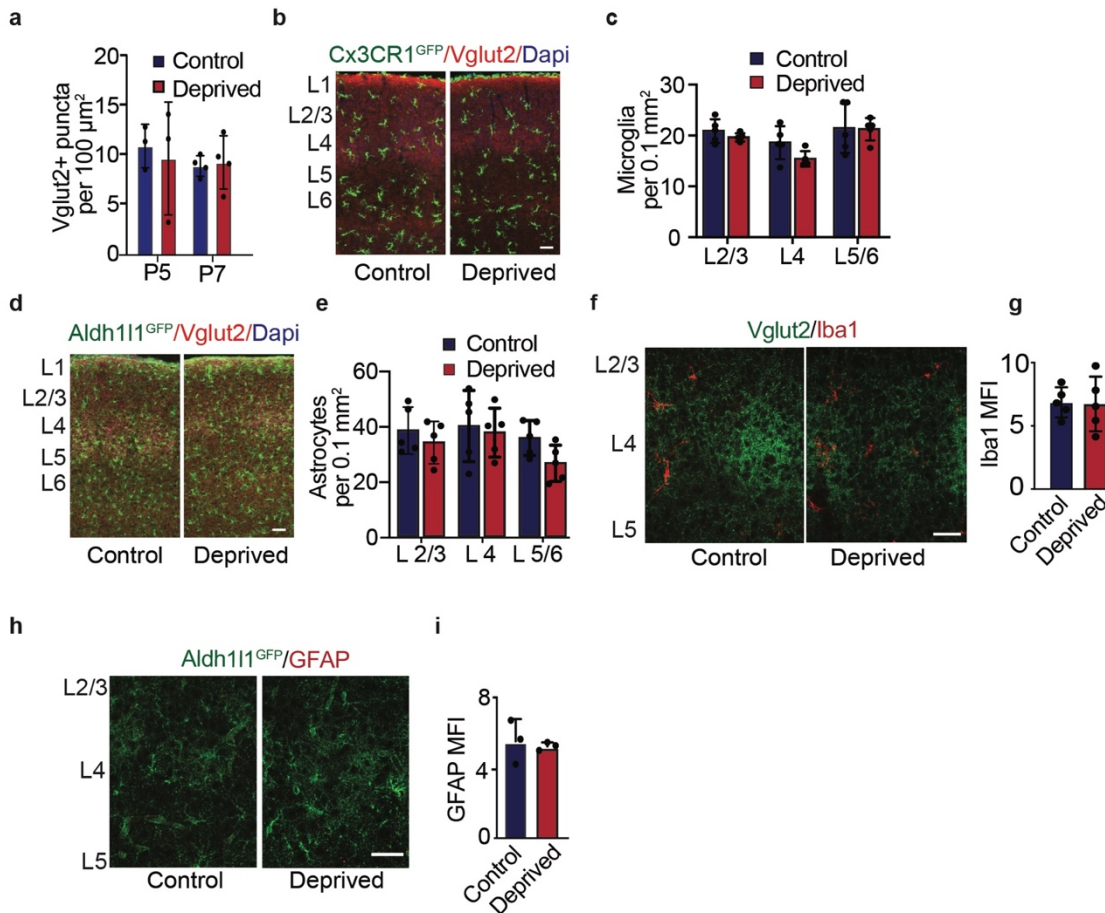 a
20
15
10
5
0
Vglut2+ puncta
per 100 µm²
Control
Deprived
P5
P7
b
Cx3CR1GFP/Vglut2/Dapi
L1
L2/3
L4
L5
L6
Control
Deprived
c
Control
Deprived
30
20
10
0
Microglia
per 0.1 mm²
L2/3
L4
L5/6
d
Aldh1l1GFP/Vglut2/Dapi
L1
L2/3
L4
L5
L6
Control
Deprived
e
Control
Deprived
60
40
20
0
Astrocytes
per 0.1 mm²
L 2/3
L 4
L 5/6
f
Vglut2/Iba1
L2/3
L4
L5
Control
Deprived
g
10
5
0
Iba1 MFI
Control
Deprived
h
Aldh1l1GFP/GFAP
L2/3
L4
L5
Control
Deprived
i
8
4
0
GFAP MFI
Control
Deprived